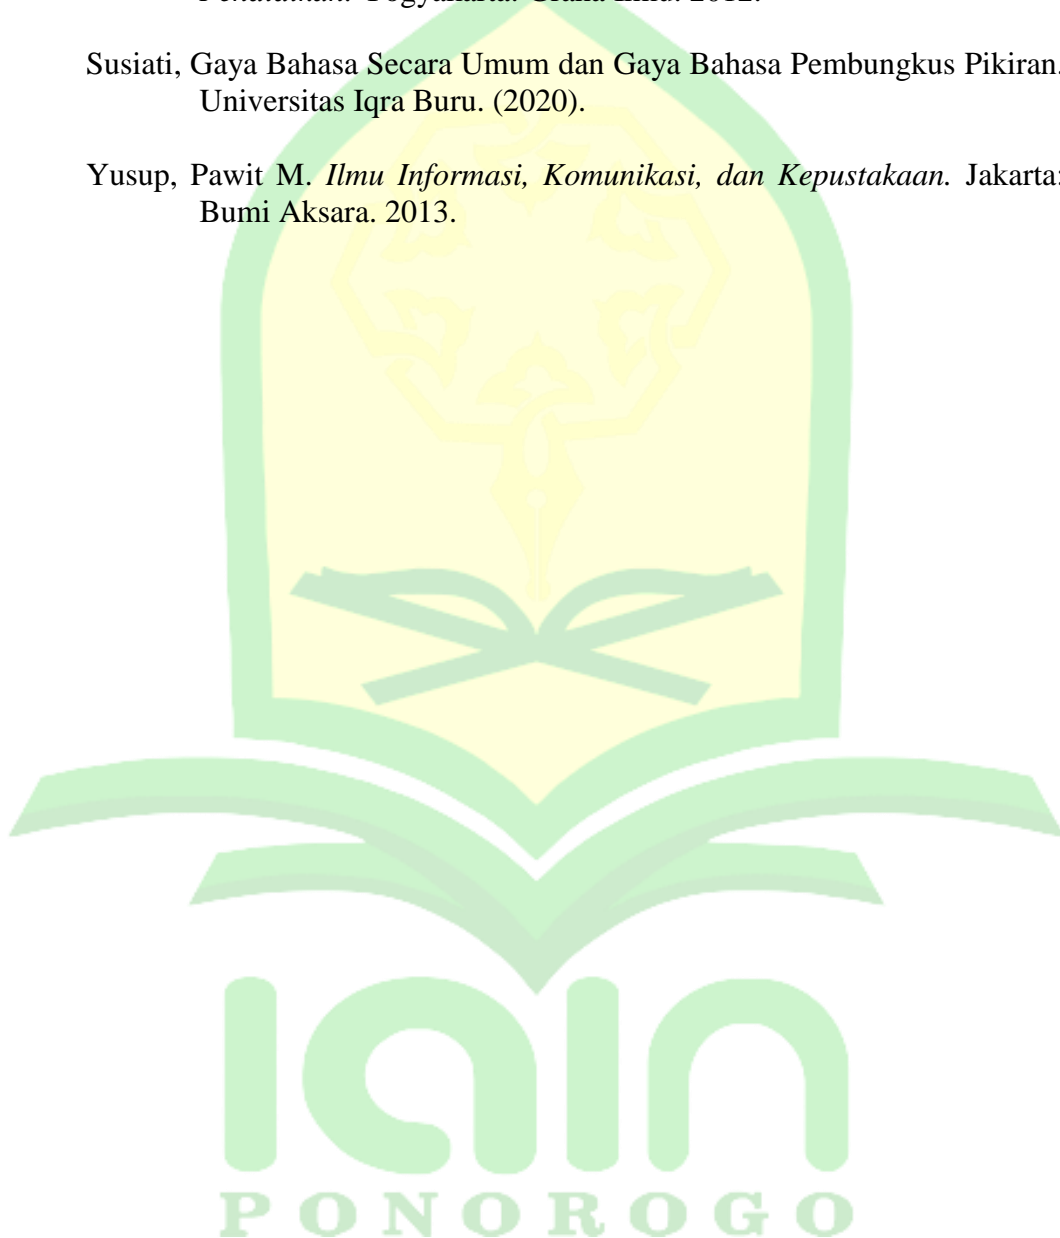 Susiati, Gaya Bahasa Secara Umum dan Gaya Bahasa Pembungkus Pikiran.
Universitas Iqra Buru. (2020).
Yusup, Pawit M. Ilmu Informasi, Komunikasi, dan Kepustakaan. Jakarta:
Bumi Aksara. 2013.
iain
PONOROGO